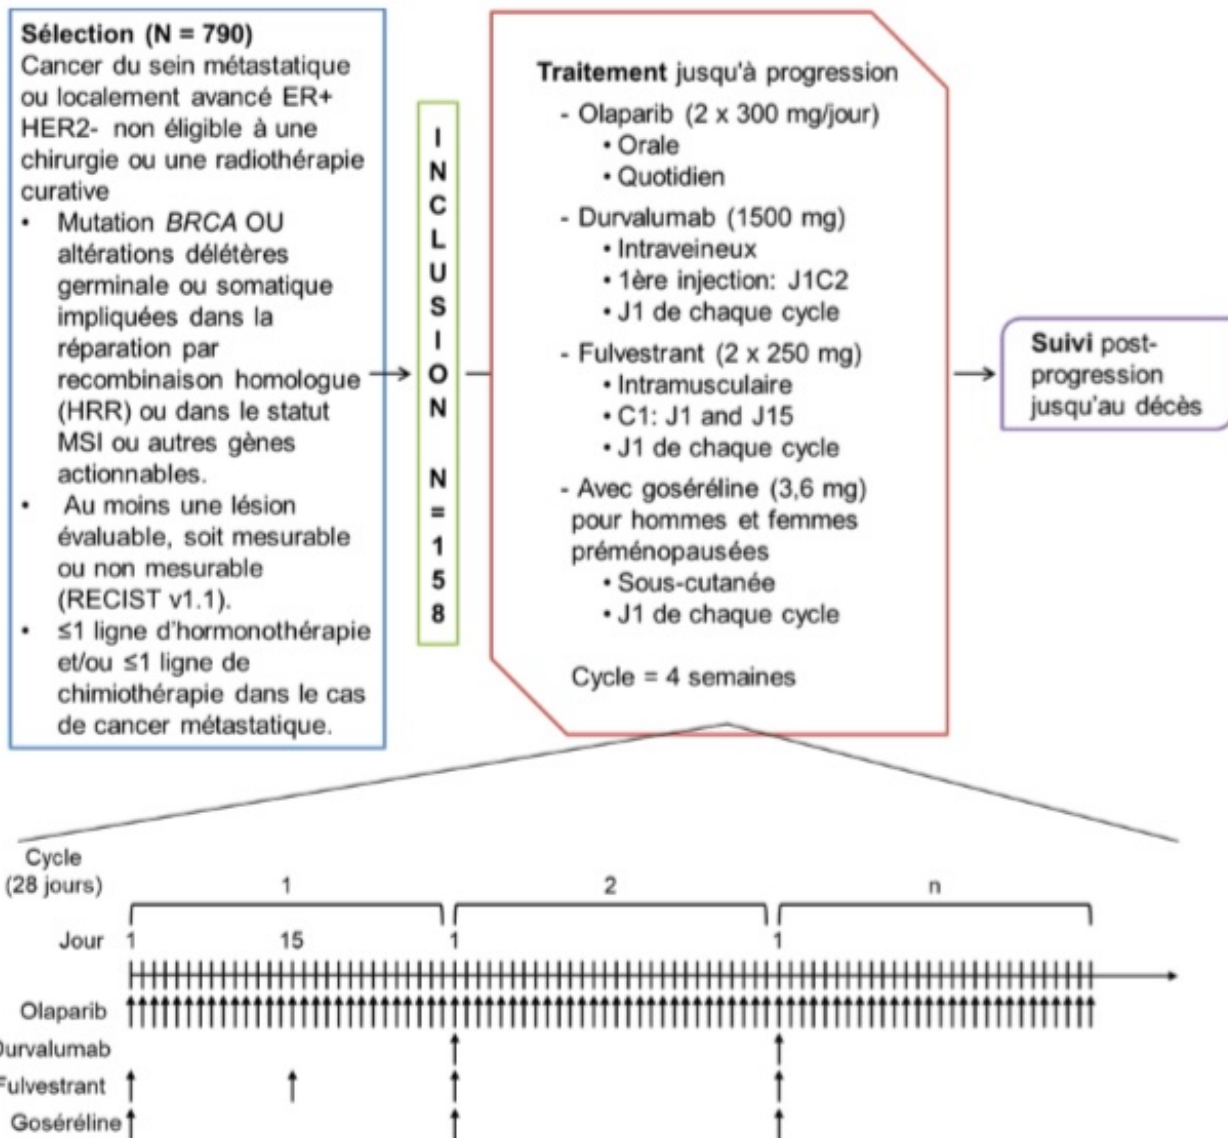 Sélection (N = 790)
Cancer du sein métastatique
ou localement avancé ER+
HER2- non éligible à une
chirurgie ou une radiothérapie
curative
• Mutation BRCA OU
altérations délétères
germinale ou somatique
impliquées dans la
réparation par
recombinaison homologue
(HRR) ou dans le statut
MSI ou autres gènes
actionnables.
• Au moins une lésion
évaluable, soit mesurable
ou non mesurable
(RECIST v1.1).
• ≤1 ligne d'hormonothérapie
et/ou ≤1 ligne de
chimiothérapie dans le cas
de cancer métastatique.
INCLUSION N=158
Traitement jusqu'à progression
- Olaparib (2 x 300 mg/jour)
• Orale
• Quotidien
- Durvalumab (1500 mg)
• Intraveineux
• 1ère injection: J1C2
• J1 de chaque cycle
- Fulvestrant (2 x 250 mg)
• Intramusculaire
• C1: J1 and J15
• J1 de chaque cycle
- Avec goséréline (3,6 mg)
pour hommes et femmes
préménopausées
• Sous-cutanée
• J1 de chaque cycle
Cycle = 4 semaines
Suivi post-
progression
jusqu'au décès
Cycle
(28 jours) 1 2 n
Jour 1 15 1 1
Olaparib
Durvalumab
Fulvestrant
Goséréline